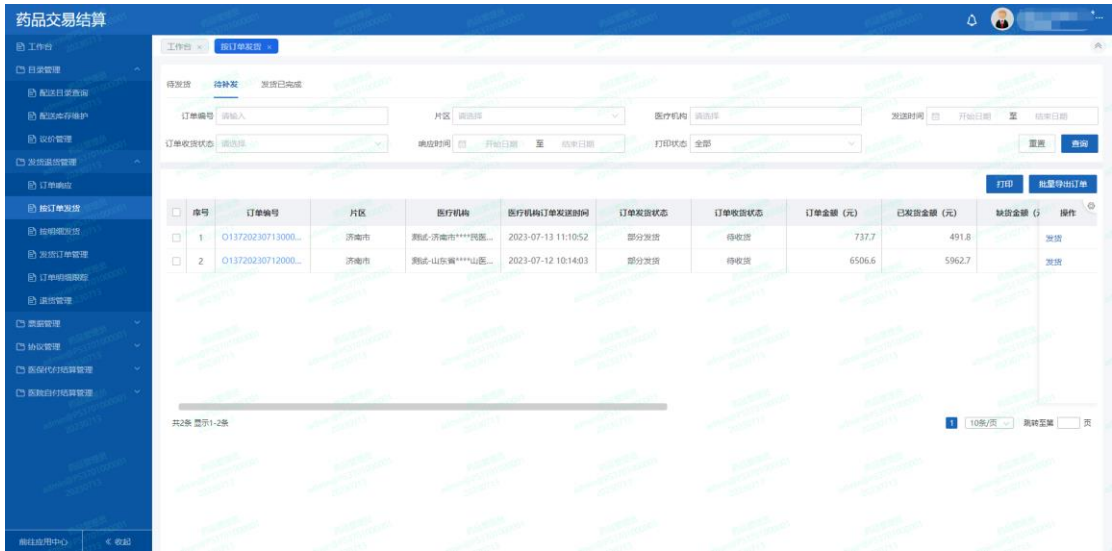 药品交易结算
工作台
目录管理
配送目录查询
配送库存维护
议价管理
发货退货管理
订单响应
按订单发货
按明细发货
发货订单管理
订单明细跟踪
退货管理
票据管理
协议管理
医保代付结算管理
医院自付结算管理
前往应用中心 《 收起
工作台 × 按订单发货 ×
待发货 待补发 发货已完成
订单编号 请输入 片区 请选择 医疗机构 请选择 发送时间 开始日期 至 结束日期
订单收货状态 请选择 响应时间 开始日期 至 结束日期 打印状态 全部 重置 查询
打印 批量导出订单
序号 订单编号 片区 医疗机构 医疗机构订单发送时间 订单发货状态 订单收货状态 订单金额（元） 已发货金额（元） 缺货金额（ 操作
1 O13720230713000... 济南市 测试-济南市****民医... 2023-07-13 11:10:52 部分发货 待收货 737.7 491.8 发货
2 O13720230712000... 济南市 测试-山东省****山医... 2023-07-12 10:14:03 部分发货 待收货 6506.6 5962.7 发货
共2条 显示1-2条 1 10条/页 跳转至第 页